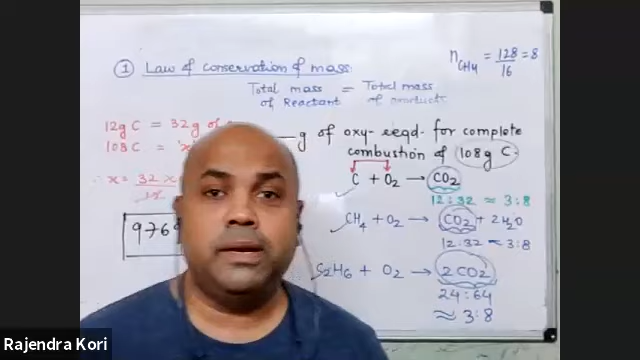 ① Law of conservation of mass
n CH4 = 128/16 = 8
Total mass of Reactant = Total mass of products
12g C = 32g of
108g C = x
g of oxy- reqd- for complete
combustion of 108g C.
∴ x = 32 x
C + O2 → CO2
12:32 ≈ 3:8
976
CH4 + O2 → CO2 + 2H2O
12:32 ≈ 3:8
C2H6 + O2 → 2CO2
24:64
≈ 3:8
Rajendra Kori